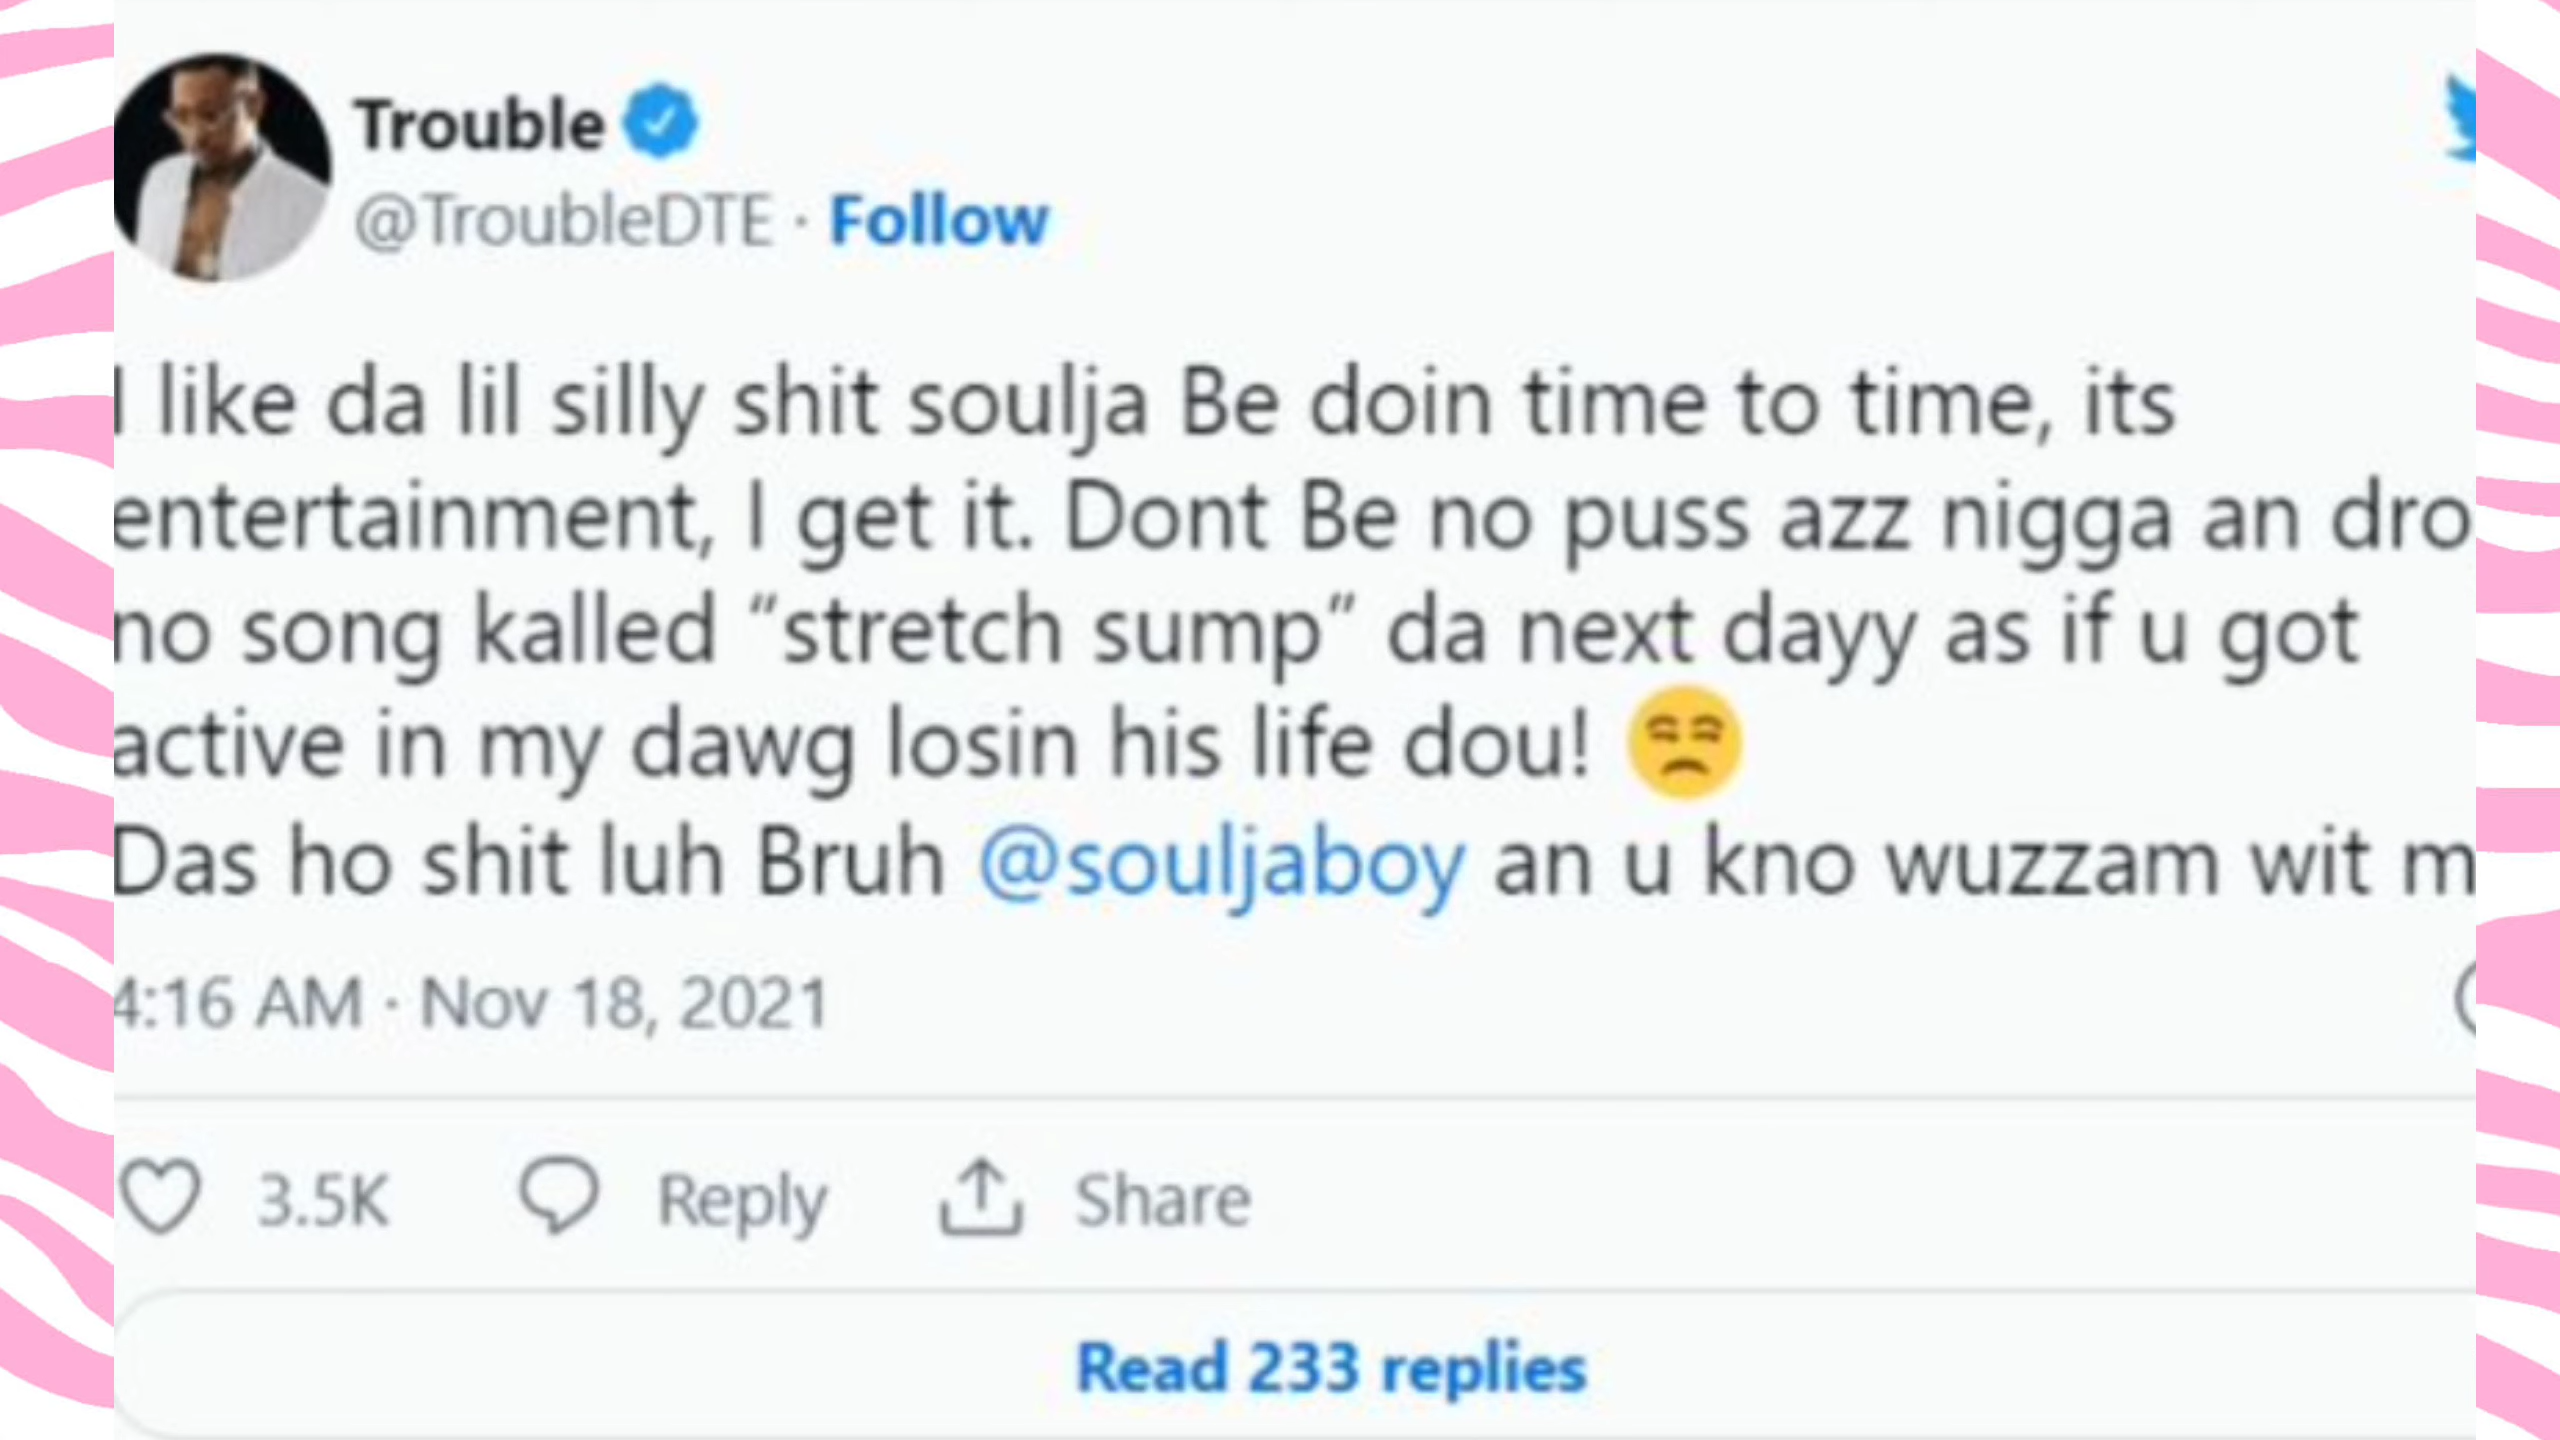 Trouble
@TroubleDTE · Follow
I like da lil silly shit soulja Be doin time to time, its
entertainment, I get it. Dont Be no puss azz nigga an dro
no song kalled “stretch sump” da next dayy as if u got
active in my dawg losin his life dou! 😒
Das ho shit luh Bruh @souljaboy an u kno wuzzam wit m
4:16 AM · Nov 18, 2021
3.5K Reply Share
Read 233 replies